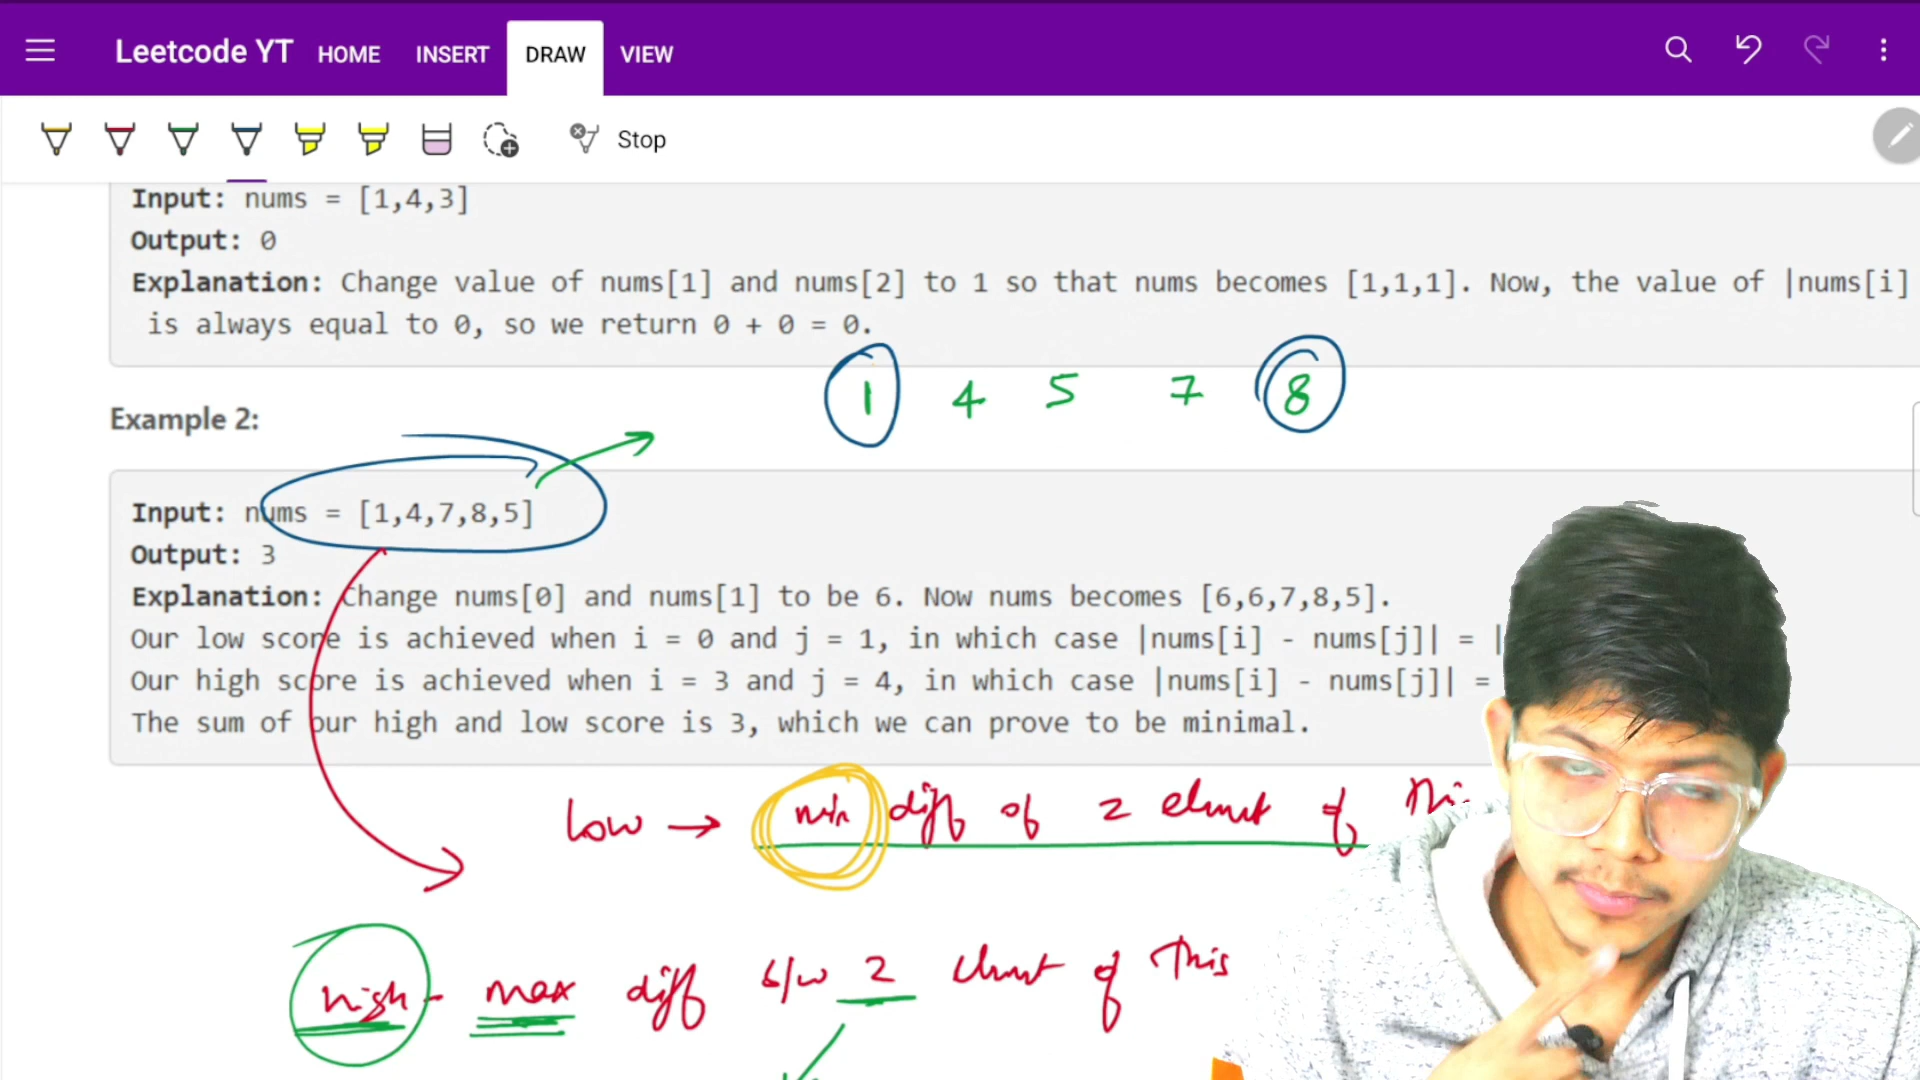 Leetcode YT HOME INSERT DRAW VIEW
Stop
Input: nums = [1,4,3]
Output: 0
Explanation: Change value of nums[1] and nums[2] to 1 so that nums becomes [1,1,1]. Now, the value of |nums[i]
is always equal to 0, so we return 0 + 0 = 0.
1 4 5 7 8
Example 2:
Input: nums = [1,4,7,8,5]
Output: 3
Explanation: Change nums[0] and nums[1] to be 6. Now nums becomes [6,6,7,8,5].
Our low score is achieved when i = 0 and j = 1, in which case |nums[i] - nums[j]| = |
Our high score is achieved when i = 3 and j = 4, in which case |nums[i] - nums[j]| =
The sum of our high and low score is 3, which we can prove to be minimal.
low → min diff of 2 of
high - max diff b/w 2 of This